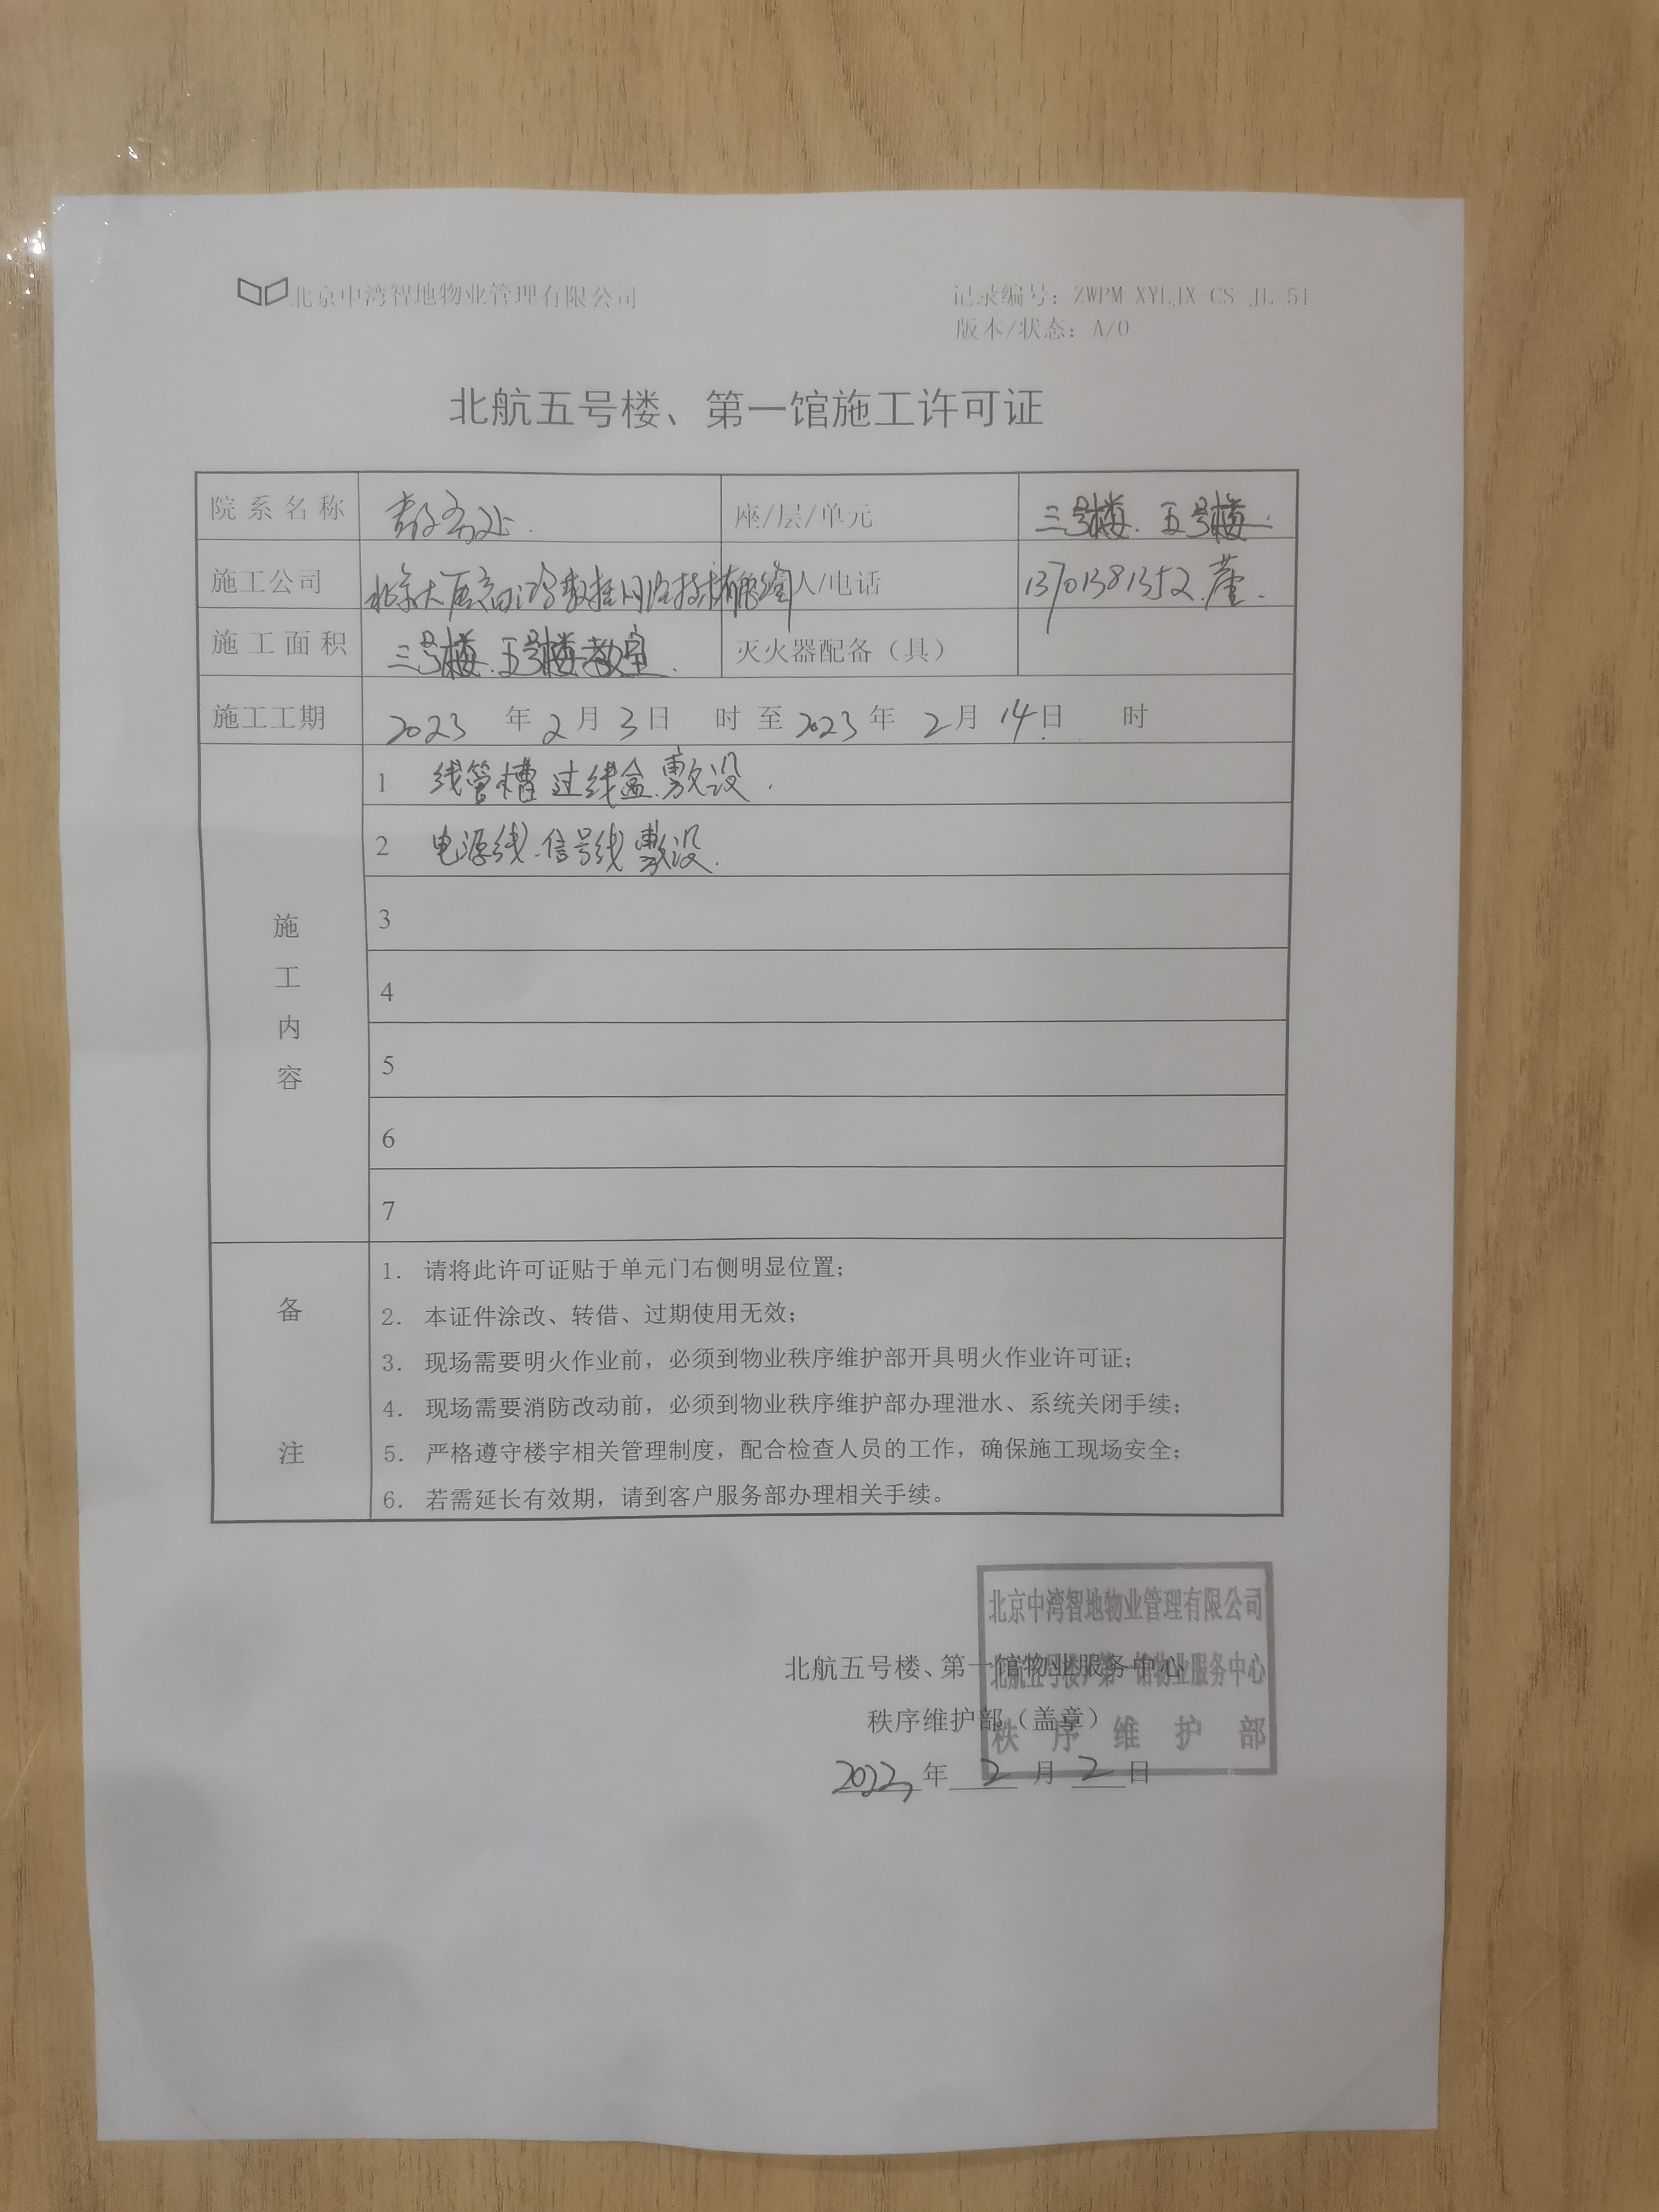 北京中湾智地物业管理有限公司
记录编号：ZWPM XYLJX CS JL 51
版本/状态：A/0
北航五号楼、第一馆施工许可证
院系名称 教务处. 座/层/单元 三号楼. 五号楼.
施工公司 北京大 数 网络技术有限公司 人/电话 13701381352.董.
施工面积 三号楼.五号楼教室. 灭火器配备（具）
施工工期 2023 年 2 月 3 日 时 至 2023 年 2 月 14 日 时
施工内容
1 线管槽 过线盒.敷设.
2 电源线.信号线敷设.
3
4
5
6
7
备注
1. 请将此许可证贴于单元门右侧明显位置；
2. 本证件涂改、转借、过期使用无效；
3. 现场需要明火作业前，必须到物业秩序维护部开具明火作业许可证；
4. 现场需要消防改动前，必须到物业秩序维护部办理泄水、系统关闭手续；
5. 严格遵守楼宇相关管理制度，配合检查人员的工作，确保施工现场安全；
6. 若需延长有效期，请到客户服务部办理相关手续。
北京中湾智地物业管理有限公司
北航五号楼、第一馆物业服务中心
秩序维护部
北航五号楼、第一馆物业服务中心
秩序维护部（盖章）
年 2 月 2 日